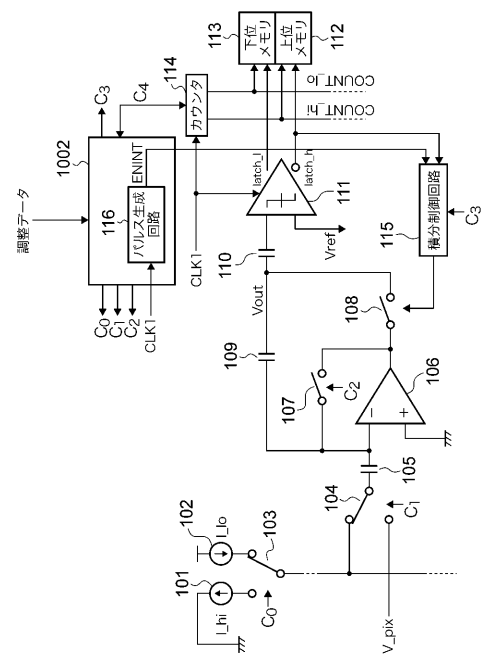 調整データ
1002
116
パルス生成
回路
ENINT
C0
C1
C2
CLK1
C3
C4
113
下位
メモリ
上位
メモリ
112
114
カウンタ
COUNT_lo
COUNT_hi
CLK1
latch_l
latch_h
111
Vref
110
115
積分制御回路
C3
Vout
109
108
107
C2
106
105
104
C1
103
102
I_lo
101
I_hi
C0
V_pix